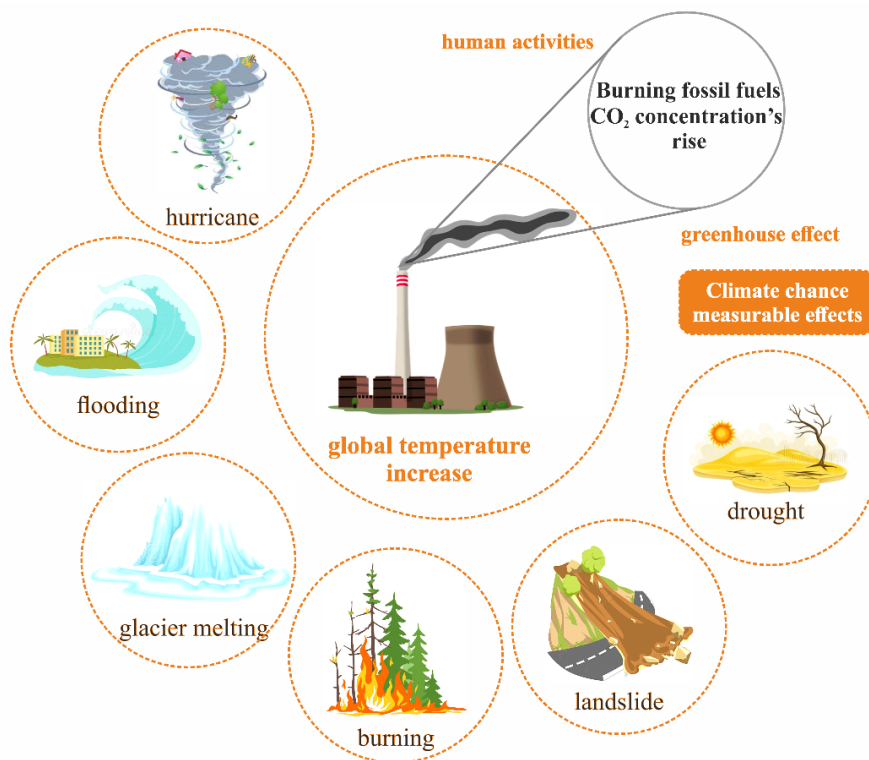 human activities
Burning fossil fuels
CO₂ concentration's
rise
hurricane
greenhouse effect
Climate chance
measurable effects
flooding
global temperature
increase
drought
glacier melting
landslide
burning